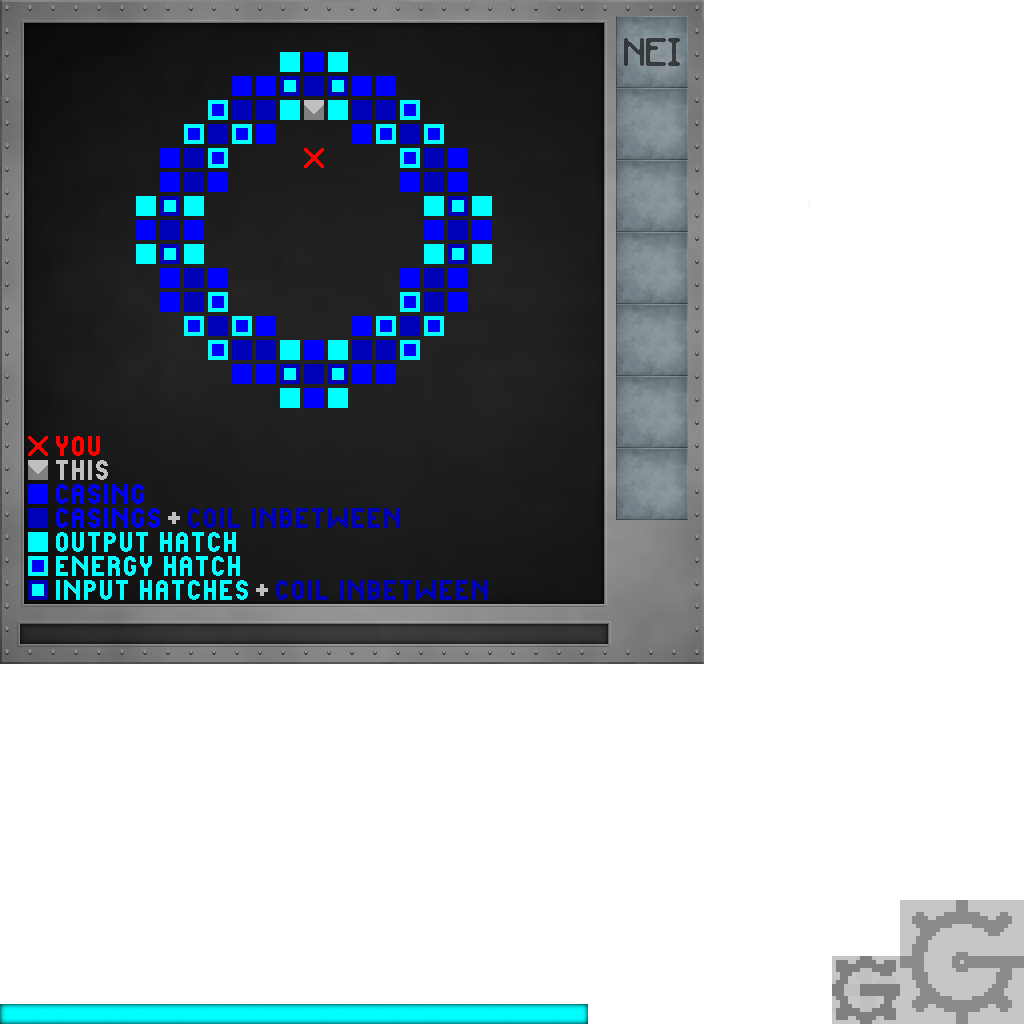 NEI
YOU
THIS
CASING
CASINGS + COIL INBETWEEN
OUTPUT HATCH
ENERGY HATCH
INPUT HATCHES + COIL INBETWEEN
G
G